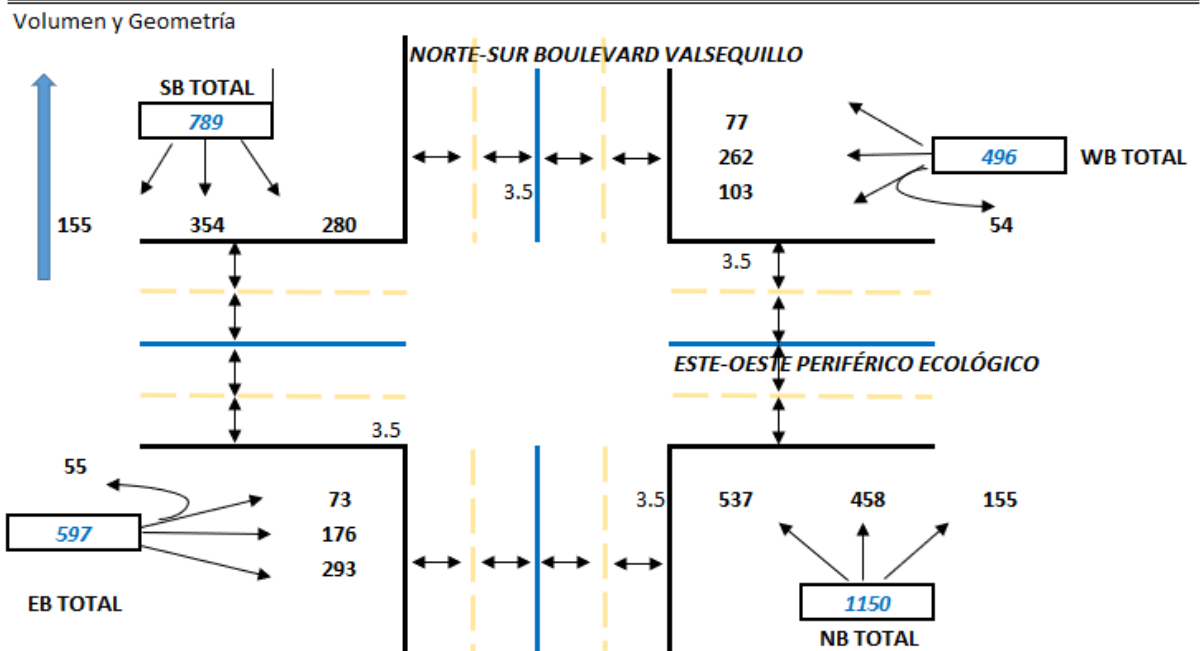 Volumen y Geometría
NORTE-SUR BOULEVARD VALSEQUILLO
SB TOTAL
789
155 354 280
3.5
77
262
103
496 WB TOTAL
54
3.5
ESTE-OESTE PERIFÉRICO ECOLÓGICO
3.5
55
597
EB TOTAL
73
176
293
3.5
537 458 155
1150
NB TOTAL